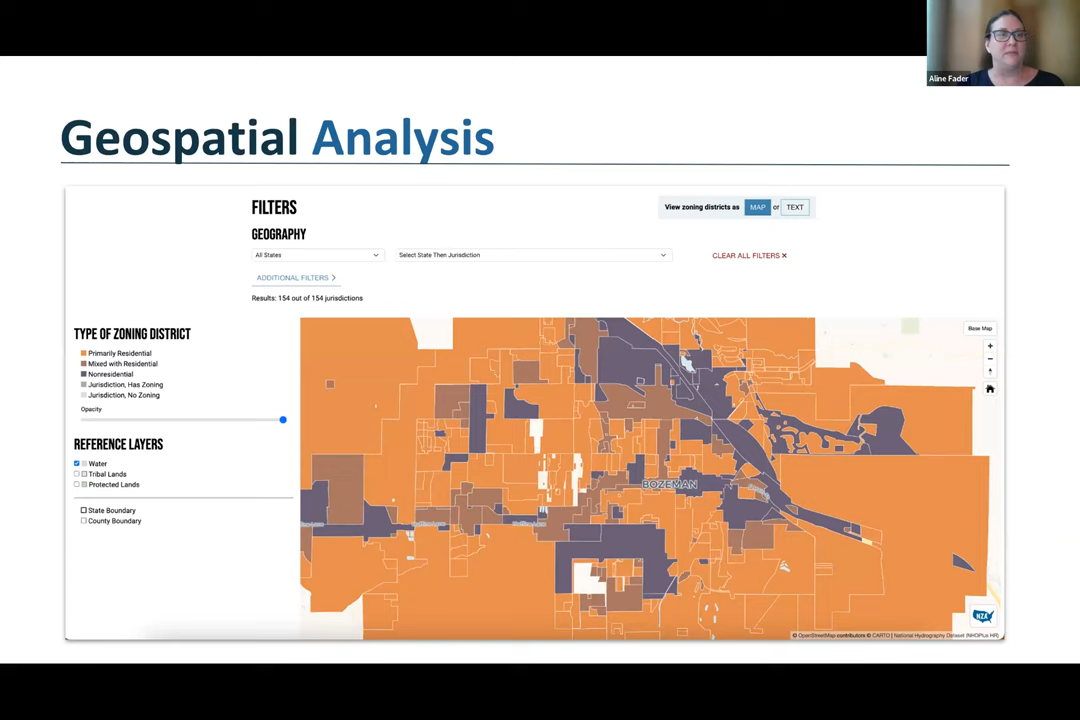 Aline Fader
Geospatial Analysis
FILTERS
View zoning districts as MAP or TEXT
GEOGRAPHY
All States
Select State Then Jurisdiction
CLEAR ALL FILTERS ✕
ADDITIONAL FILTERS >
Results: 154 out of 154 jurisdictions
TYPE OF ZONING DISTRICT
Primarily Residential
Mixed with Residential
Nonresidential
Jurisdiction, Has Zoning
Jurisdiction, No Zoning
Opacity
REFERENCE LAYERS
Water
Tribal Lands
Protected Lands
State Boundary
County Boundary
Base Map
+
−
BOZEMAN
NZA
© OpenStreetMap contributors © CARTO | National Hydrography Dataset (NHDPlus HR)